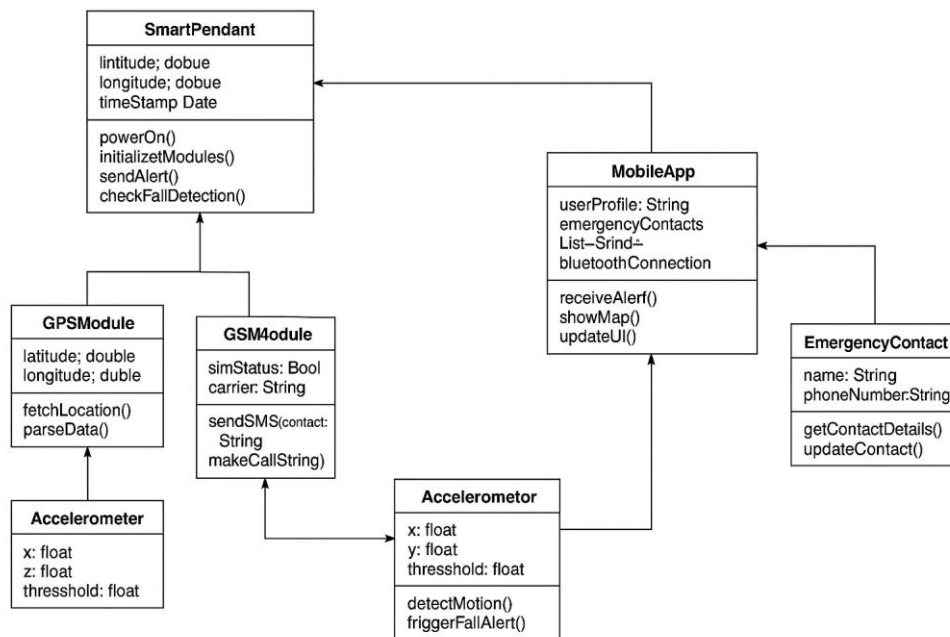 SmartPendant
lintitude; dobue
longitude; dobue
timeStamp Date
powerOn()
initializetModules()
sendAlert()
checkFallDetection()
MobileApp
userProfile: String
emergencyContacts
List–Srind–
bluetoothConnection
receiveAlerf()
showMap()
updateUI()
GPSModule
latitude; double
longitude; duble
fetchLocation()
parseData()
GSM4odule
simStatus: Bool
carrier: String
sendSMS(contact:
String
makeCallString)
EmergencyContact
name: String
phoneNumber:String
getContactDetails()
updateContact()
Accelerometer
x: float
z: float
thresshold: float
Accelerometor
x: float
y: float
thresshold: float
detectMotion()
friggerFallAlert()